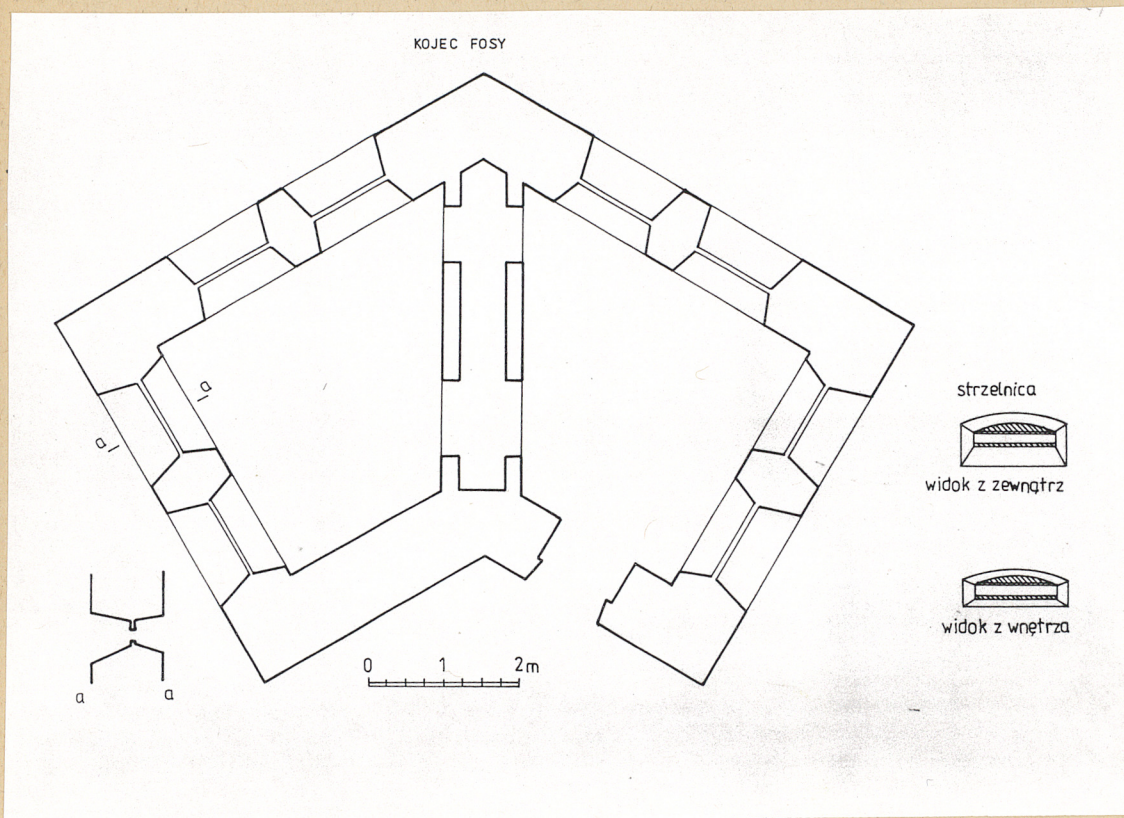 KOJEC FOSY
strzelnica
widok z zewnątrz
widok z wnętrza
a
a
0 1 2m
a a